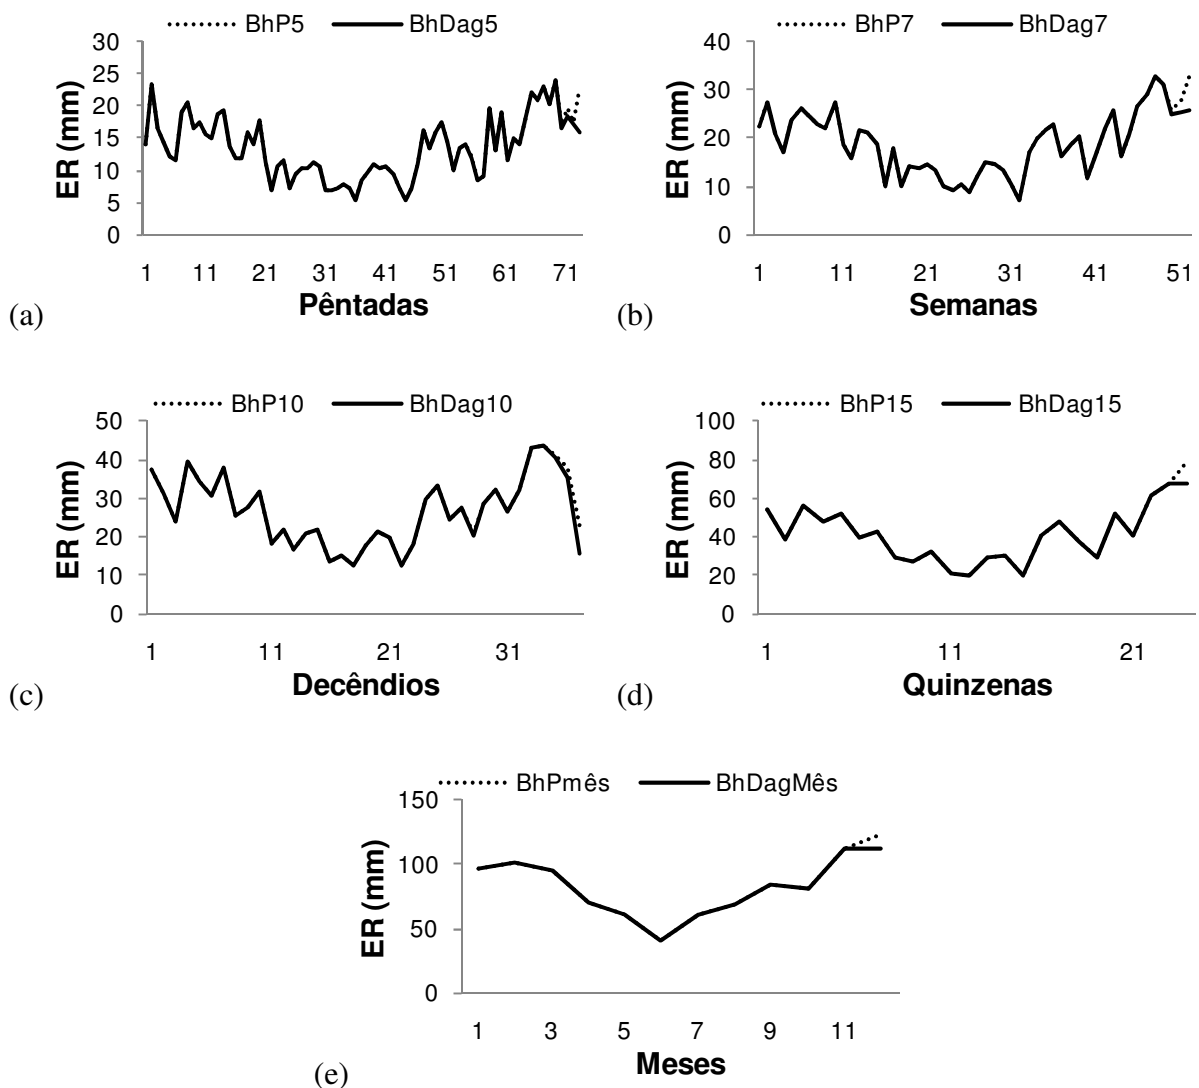 BhP5 BhDag5
30
25
20
15
10
5
0
ER (mm)
1 11 21 31 41 51 61 71
Pêntadas
(a)
BhP7 BhDag7
40
30
20
10
0
ER (mm)
1 11 21 31 41 51
Semanas
(b)
BhP10 BhDag10
50
40
30
20
10
0
ER (mm)
1 11 21 31
Decêndios
(c)
BhP15 BhDag15
100
80
60
40
20
0
ER (mm)
1 11 21
Quinzenas
(d)
BhPmês BhDagMês
150
100
50
0
ER (mm)
1 3 5 7 9 11
Meses
(e)